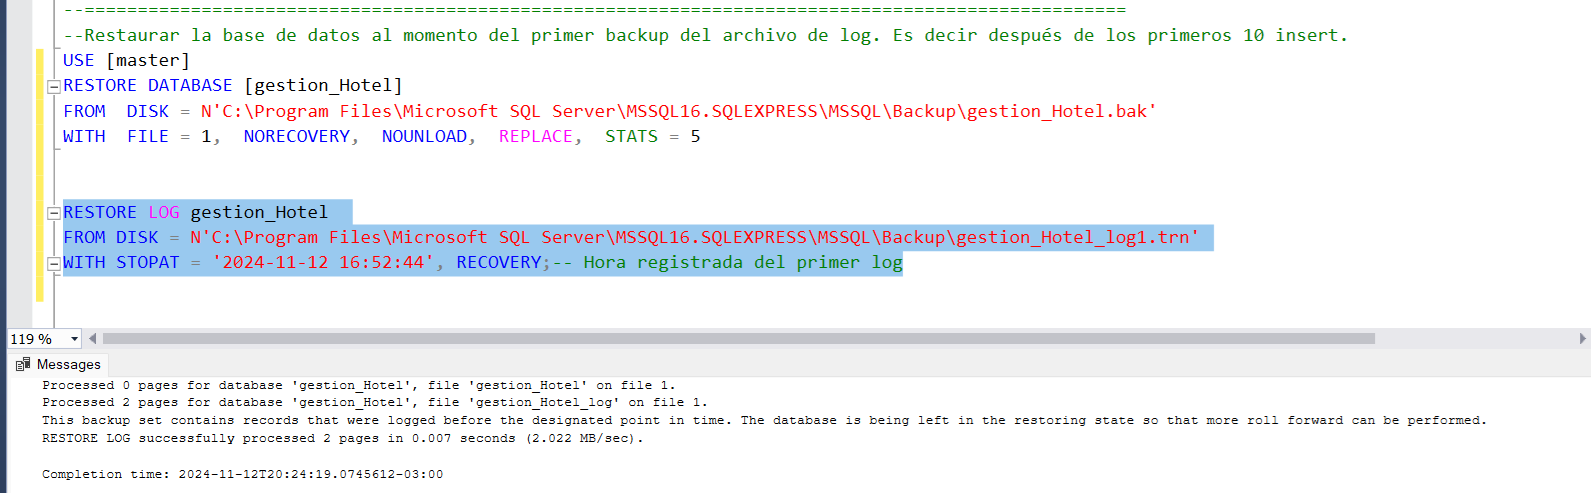 --===================================================================================================
--Restaurar la base de datos al momento del primer backup del archivo de log. Es decir después de los primeros 10 insert.
USE [master]
RESTORE DATABASE [gestion_Hotel]
FROM  DISK = N'C:\Program Files\Microsoft SQL Server\MSSQL16.SQLEXPRESS\MSSQL\Backup\gestion_Hotel.bak'
WITH  FILE = 1,  NORECOVERY,  NOUNLOAD,  REPLACE,  STATS = 5
RESTORE LOG gestion_Hotel
FROM DISK = N'C:\Program Files\Microsoft SQL Server\MSSQL16.SQLEXPRESS\MSSQL\Backup\gestion_Hotel_log1.trn'
WITH STOPAT = '2024-11-12 16:52:44', RECOVERY;-- Hora registrada del primer log
119 %
Messages
Processed 0 pages for database 'gestion_Hotel', file 'gestion_Hotel' on file 1.
Processed 2 pages for database 'gestion_Hotel', file 'gestion_Hotel_log' on file 1.
This backup set contains records that were logged before the designated point in time. The database is being left in the restoring state so that more roll forward can be performed.
RESTORE LOG successfully processed 2 pages in 0.007 seconds (2.022 MB/sec).
Completion time: 2024-11-12T20:24:19.0745612-03:00